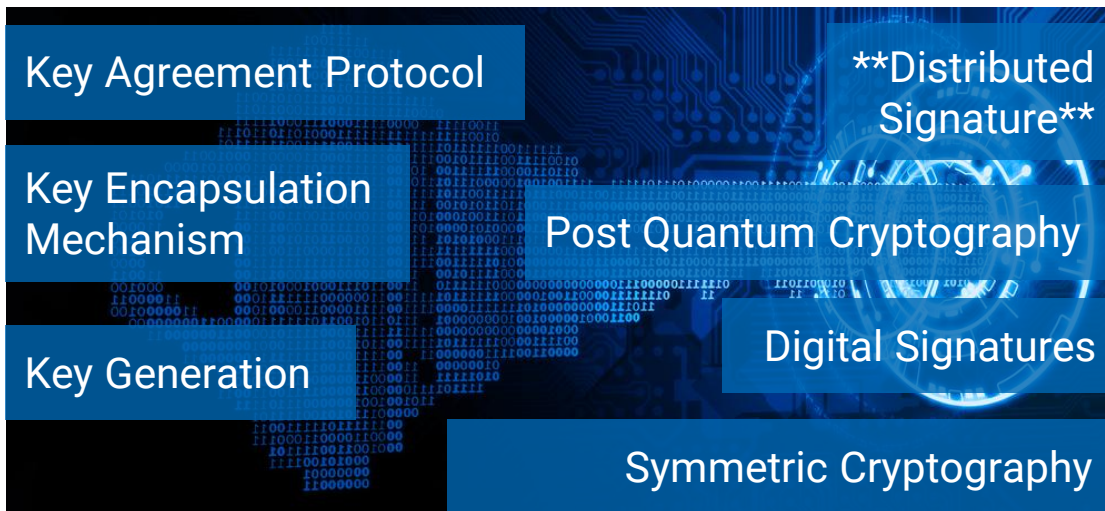 Key Agreement Protocol
**Distributed
Signature**
Key Encapsulation
Mechanism
Post Quantum Cryptography
Key Generation
Digital Signatures
Symmetric Cryptography